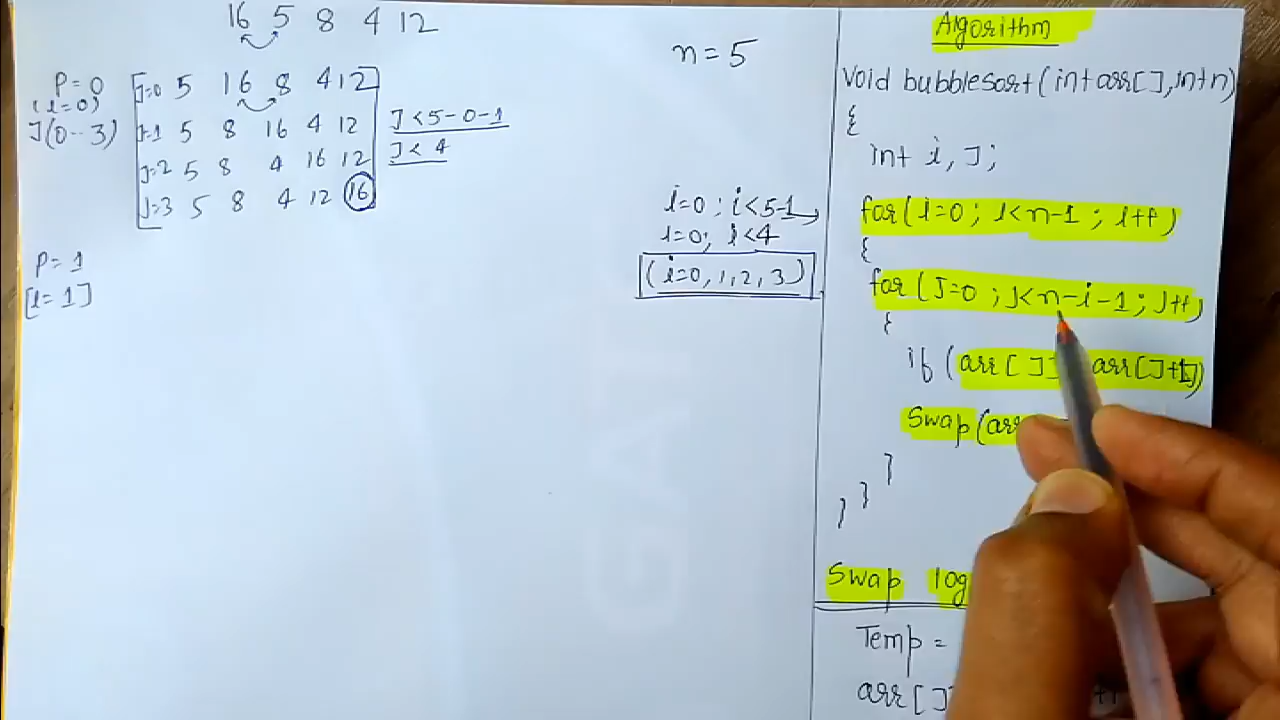 16 5 8 4 12
P=0
(i=0)
J(0--3)
J=0 5 16 8 4 12
J=1 5 8 16 4 12
J=2 5 8 4 16 12
J=3 5 8 4 12 16
J<5-0-1
J<4
P=1
[i=1]
n=5
i=0; i<5-1
i=0; i<4
(i=0,1,2,3)
Algorithm
Void bubblesort(int arr[],int n)
{
int i, J;
for(i=0; i<n-1; i++)
{
for(J=0; J<n-i-1; J++)
{
if (arr[J] arr[J+1])
Swap(arr
}
}
}
Swap log
Temp =
arr[J]
GAT